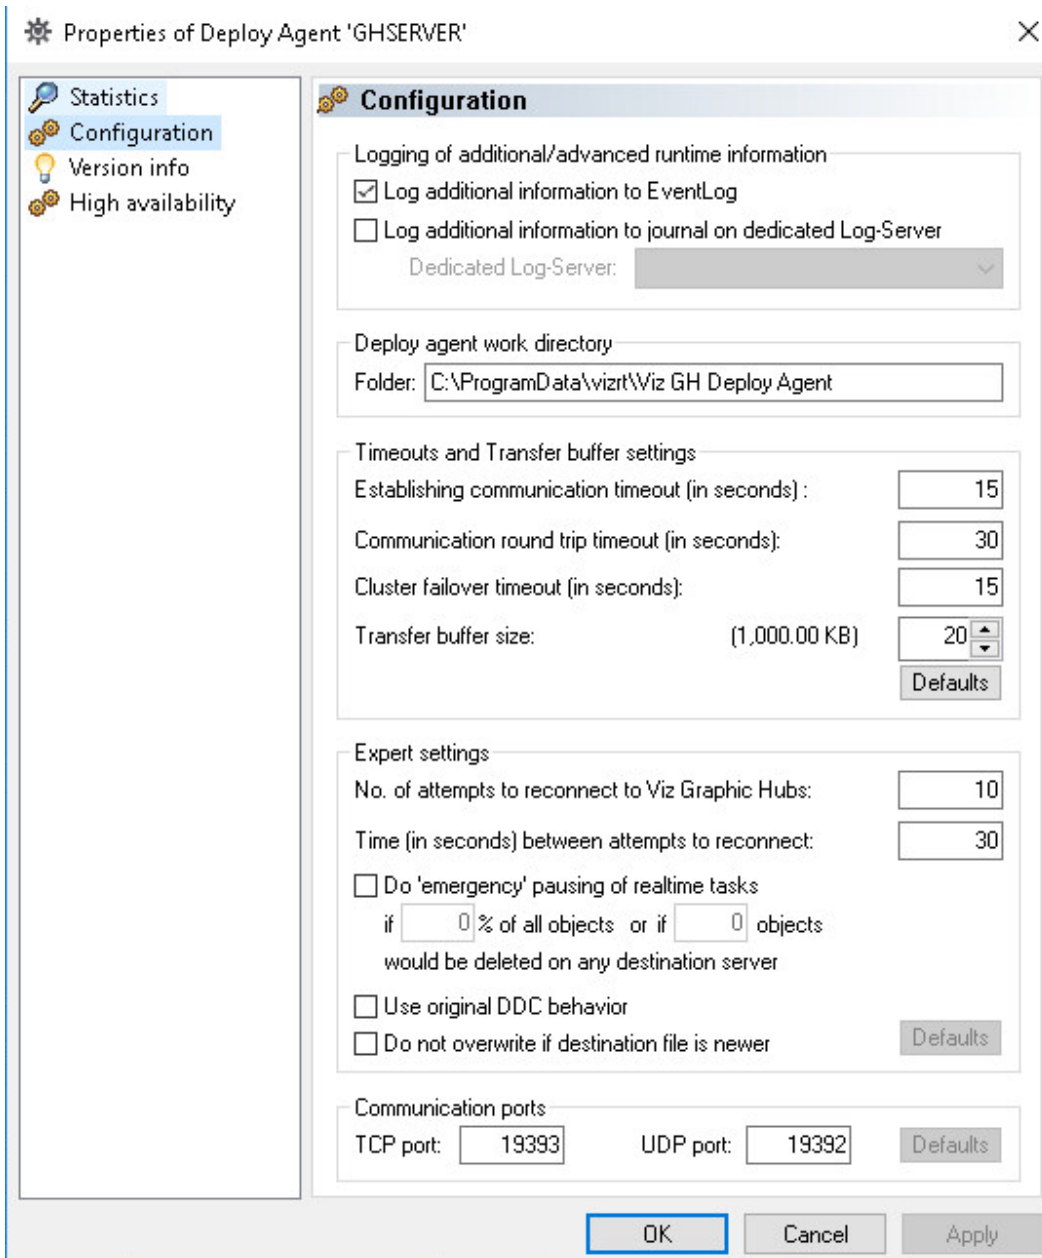 Properties of Deploy Agent 'GHSERVER'
Statistics
Configuration
Version info
High availability
Configuration
Logging of additional/advanced runtime information
Log additional information to EventLog
Log additional information to journal on dedicated Log-Server
Dedicated Log-Server:
Deploy agent work directory
Folder: C:\ProgramData\vizrt\Viz GH Deploy Agent
Timeouts and Transfer buffer settings
Establishing communication timeout (in seconds) : 15
Communication round trip timeout (in seconds): 30
Cluster failover timeout (in seconds): 15
Transfer buffer size: (1,000.00 KB) 20
Defaults
Expert settings
No. of attempts to reconnect to Viz Graphic Hubs: 10
Time (in seconds) between attempts to reconnect: 30
Do 'emergency' pausing of realtime tasks
if 0 % of all objects or if 0 objects
would be deleted on any destination server
Use original DDC behavior
Do not overwrite if destination file is newer Defaults
Communication ports
TCP port: 19393 UDP port: 19392 Defaults
OK Cancel Apply